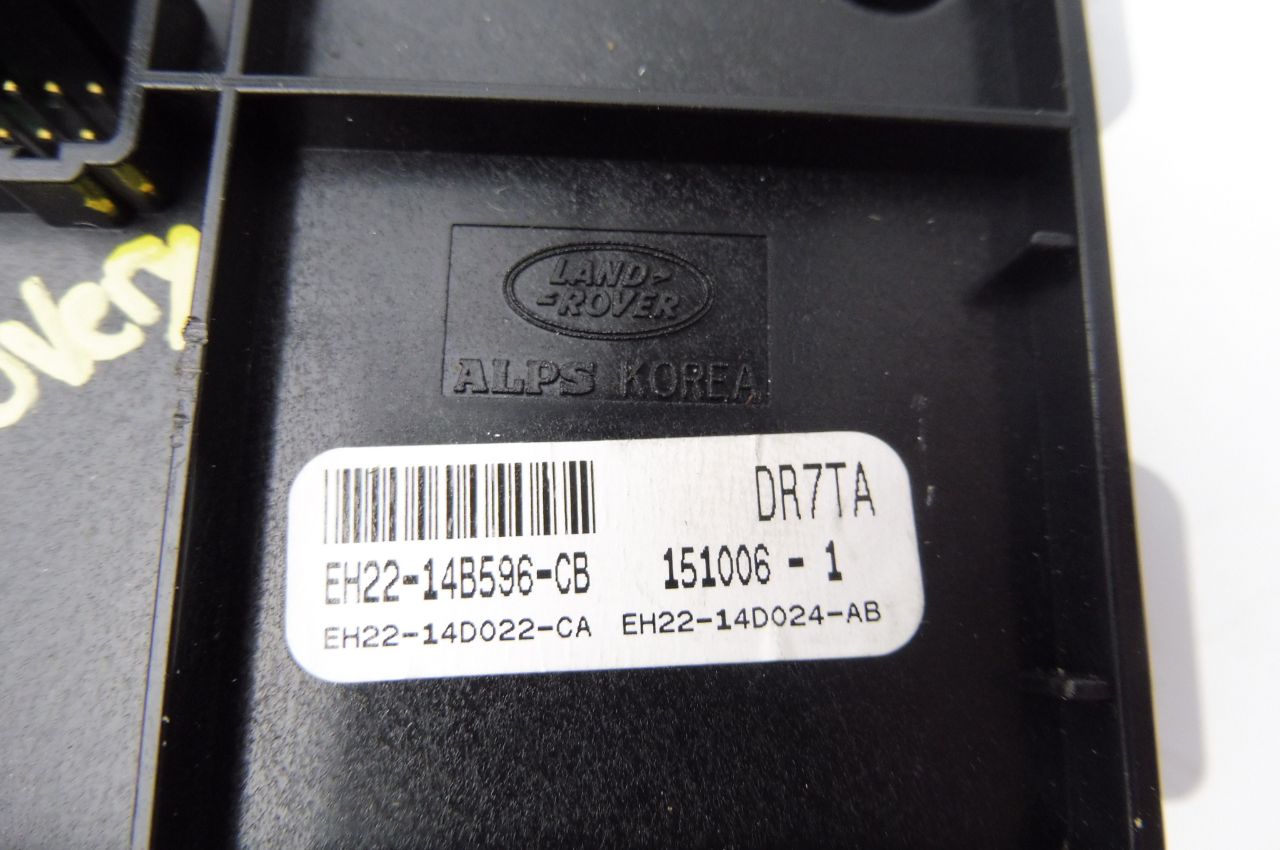 LAND
ROVER
ALPS KOREA
DR7TA
EH22-14B596-CB 151006 - 1
EH22-14D022-CA EH22-14D024-AB